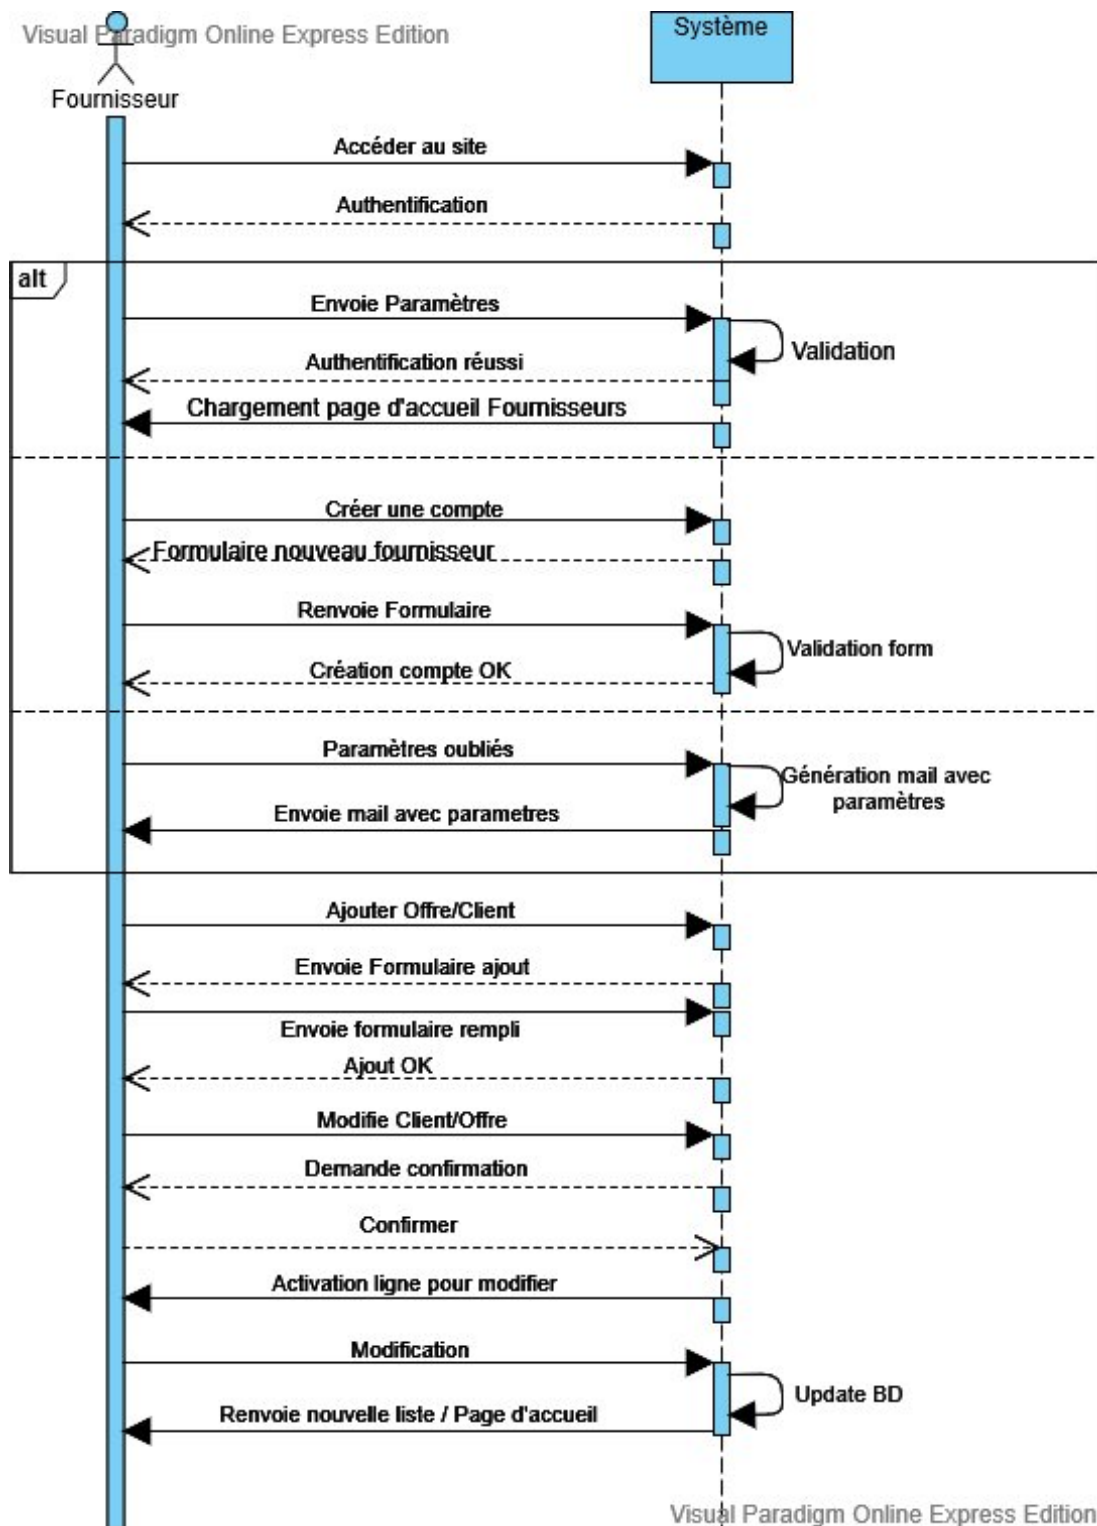 Visual Paradigm Online Express Edition
Système
Fournisseur
Accéder au site
Authentification
alt
Envoie Paramètres
Validation
Authentification réussi
Chargement page d'accueil Fournisseurs
Créer une compte
Formulaire nouveau fournisseur
Renvoie Formulaire
Validation form
Création compte OK
Paramètres oubliés
Génération mail avec
paramètres
Envoie mail avec parametres
Ajouter Offre/Client
Envoie Formulaire ajout
Envoie formulaire rempli
Ajout OK
Modifie Client/Offre
Demande confirmation
Confirmer
Activation ligne pour modifier
Modification
Update BD
Renvoie nouvelle liste / Page d'accueil
Visual Paradigm Online Express Edition